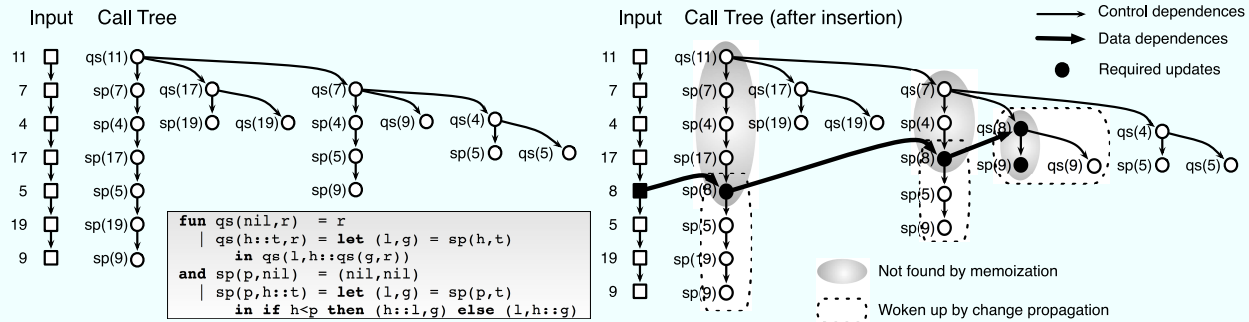 Input Call Tree
11 qs(11)
7 sp(7) qs(17) qs(7)
4 sp(4) sp(19) qs(19) sp(4) qs(9) qs(4)
17 sp(17) sp(5) sp(5) qs(5)
5 sp(5) sp(9)
19 sp(19)
9 sp(9)
fun qs(nil,r) = r
| qs(h::t,r) = let (l,g) = sp(h,t)
in qs(l,h::qs(g,r))
and sp(p,nil) = (nil,nil)
| sp(p,h::t) = let (l,g) = sp(p,t)
in if h<p then (h::l,g) else (l,h::g)
Input Call Tree (after insertion)
11 qs(11)
7 sp(7) qs(17) qs(7)
4 sp(4) sp(19) qs(19) sp(4) qs(8) qs(4)
17 sp(17) sp(8) sp(9) qs(9) sp(5) qs(5)
8 sp(8) sp(5)
5 sp(5) sp(9)
19 sp(19)
9 sp(9)
Control dependences
Data dependences
Required updates
Not found by memoization
Woken up by change propagation